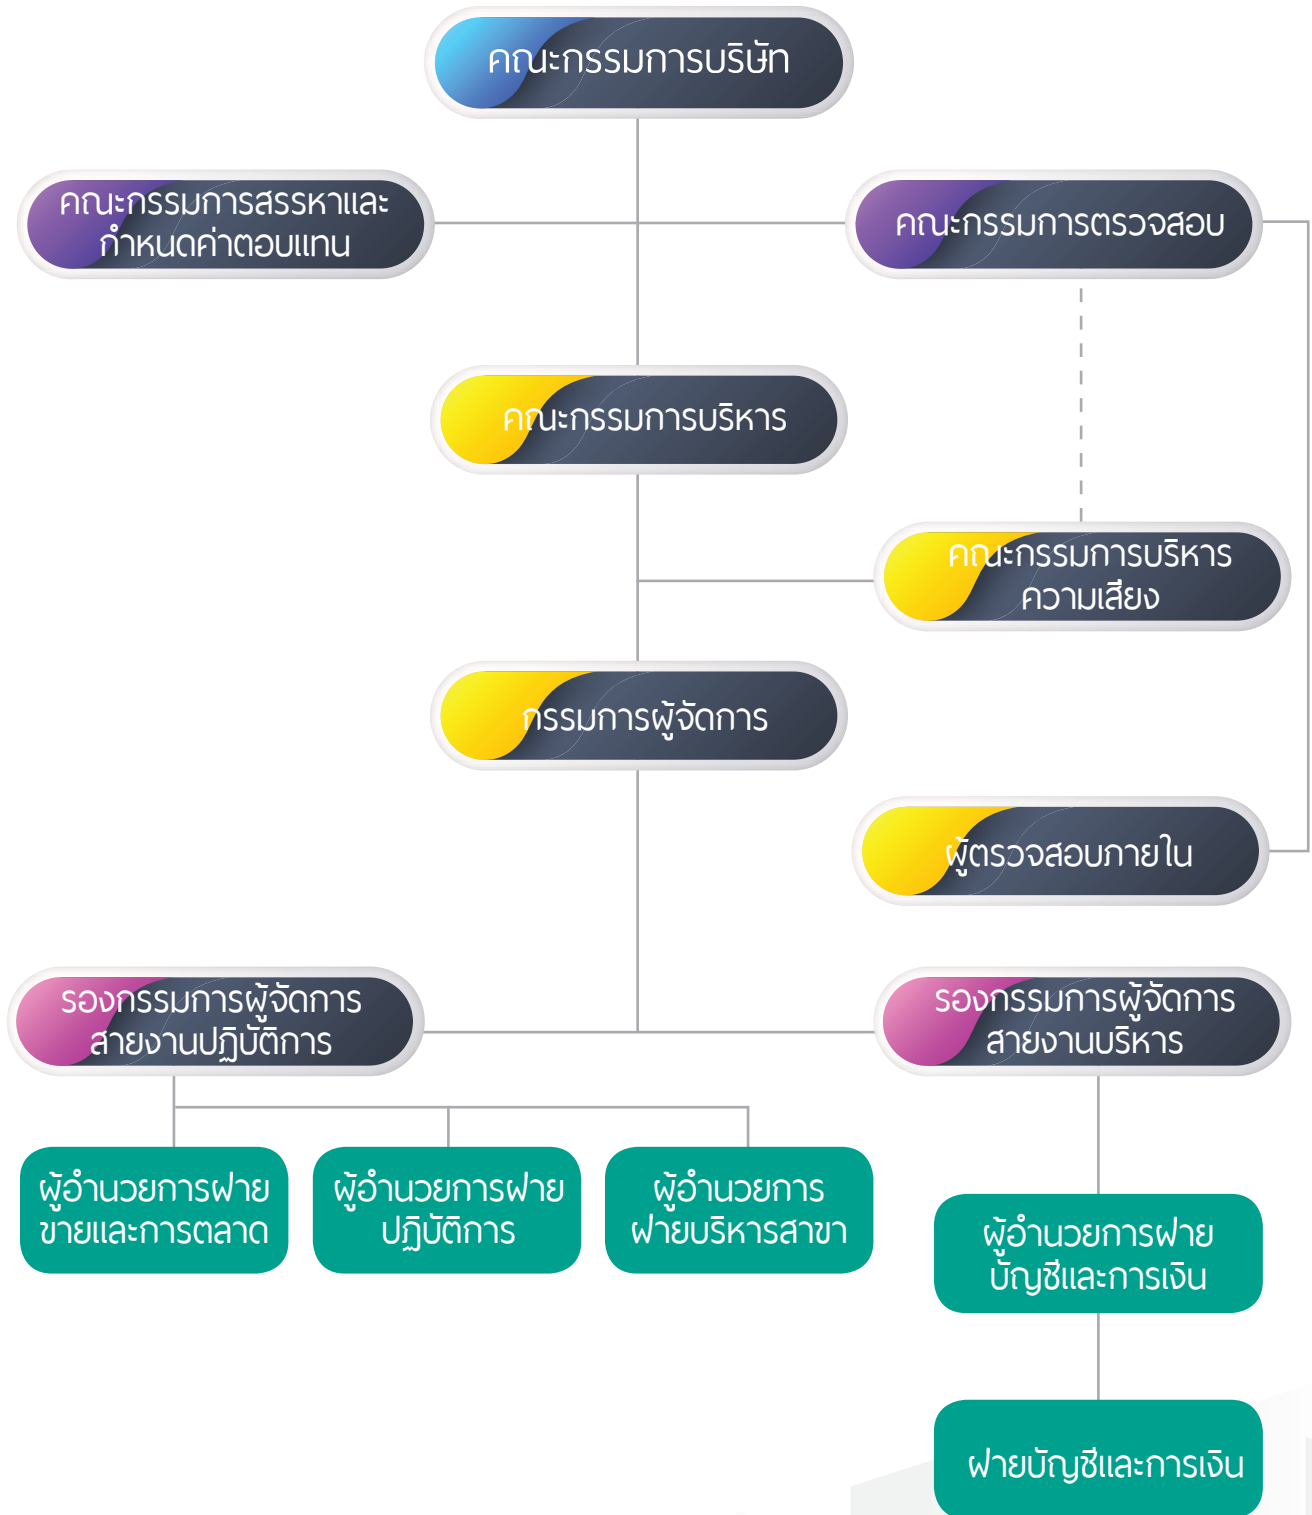 คณะกรรมการบริษัท
คณะกรรมการสรรหาและ
กำหนดค่าตอบแทน
คณะกรรมการตรวจสอบ
คณะกรรมการบริหาร
คณะกรรมการบริหาร
ความเสี่ยง
กรรมการผู้จัดการ
ผู้ตรวจสอบภายใน
รองกรรมการผู้จัดการ
สายงานปฏิบัติการ
รองกรรมการผู้จัดการ
สายงานบริหาร
ผู้อำนวยการฝ่าย
ขายและการตลาด
ผู้อำนวยการฝ่าย
ปฏิบัติการ
ผู้อำนวยการ
ฝ่ายบริหารสาขา
ผู้อำนวยการฝ่าย
บัญชีและการเงิน
ฝ่ายบัญชีและการเงิน